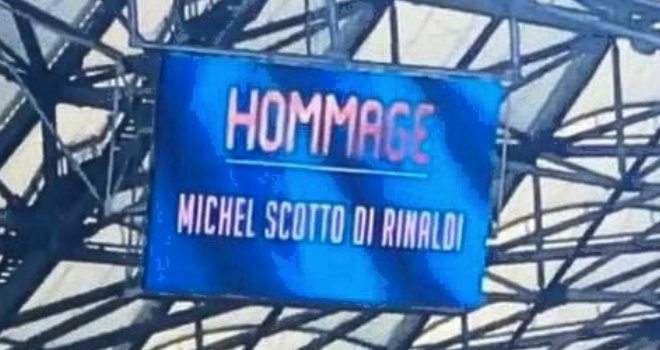 HOMMAGE
MICHEL SCOTTO DI RINALDI